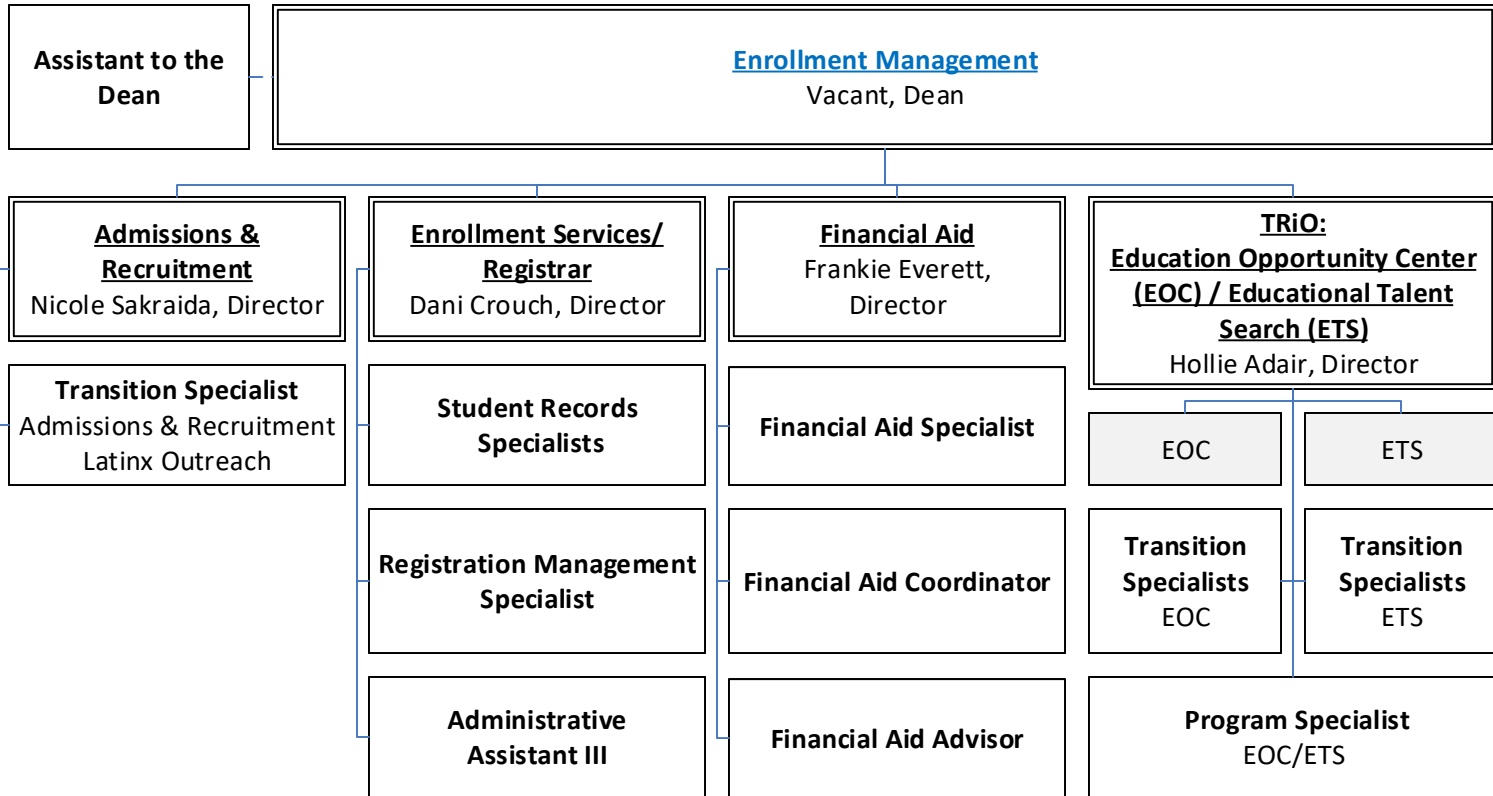 Assistant to the
Dean
Enrollment Management
Vacant, Dean
Admissions &
Recruitment
Nicole Sakraida, Director
Enrollment Services/
Registrar
Dani Crouch, Director
Financial Aid
Frankie Everett,
Director
TRiO:
Education Opportunity Center
(EOC) / Educational Talent
Search (ETS)
Hollie Adair, Director
Transition Specialist
Admissions & Recruitment
Latinx Outreach
Student Records
Specialists
Financial Aid Specialist
EOC
ETS
Registration Management
Specialist
Financial Aid Coordinator
Transition
Specialists
EOC
Transition
Specialists
ETS
Administrative
Assistant III
Financial Aid Advisor
Program Specialist
EOC/ETS